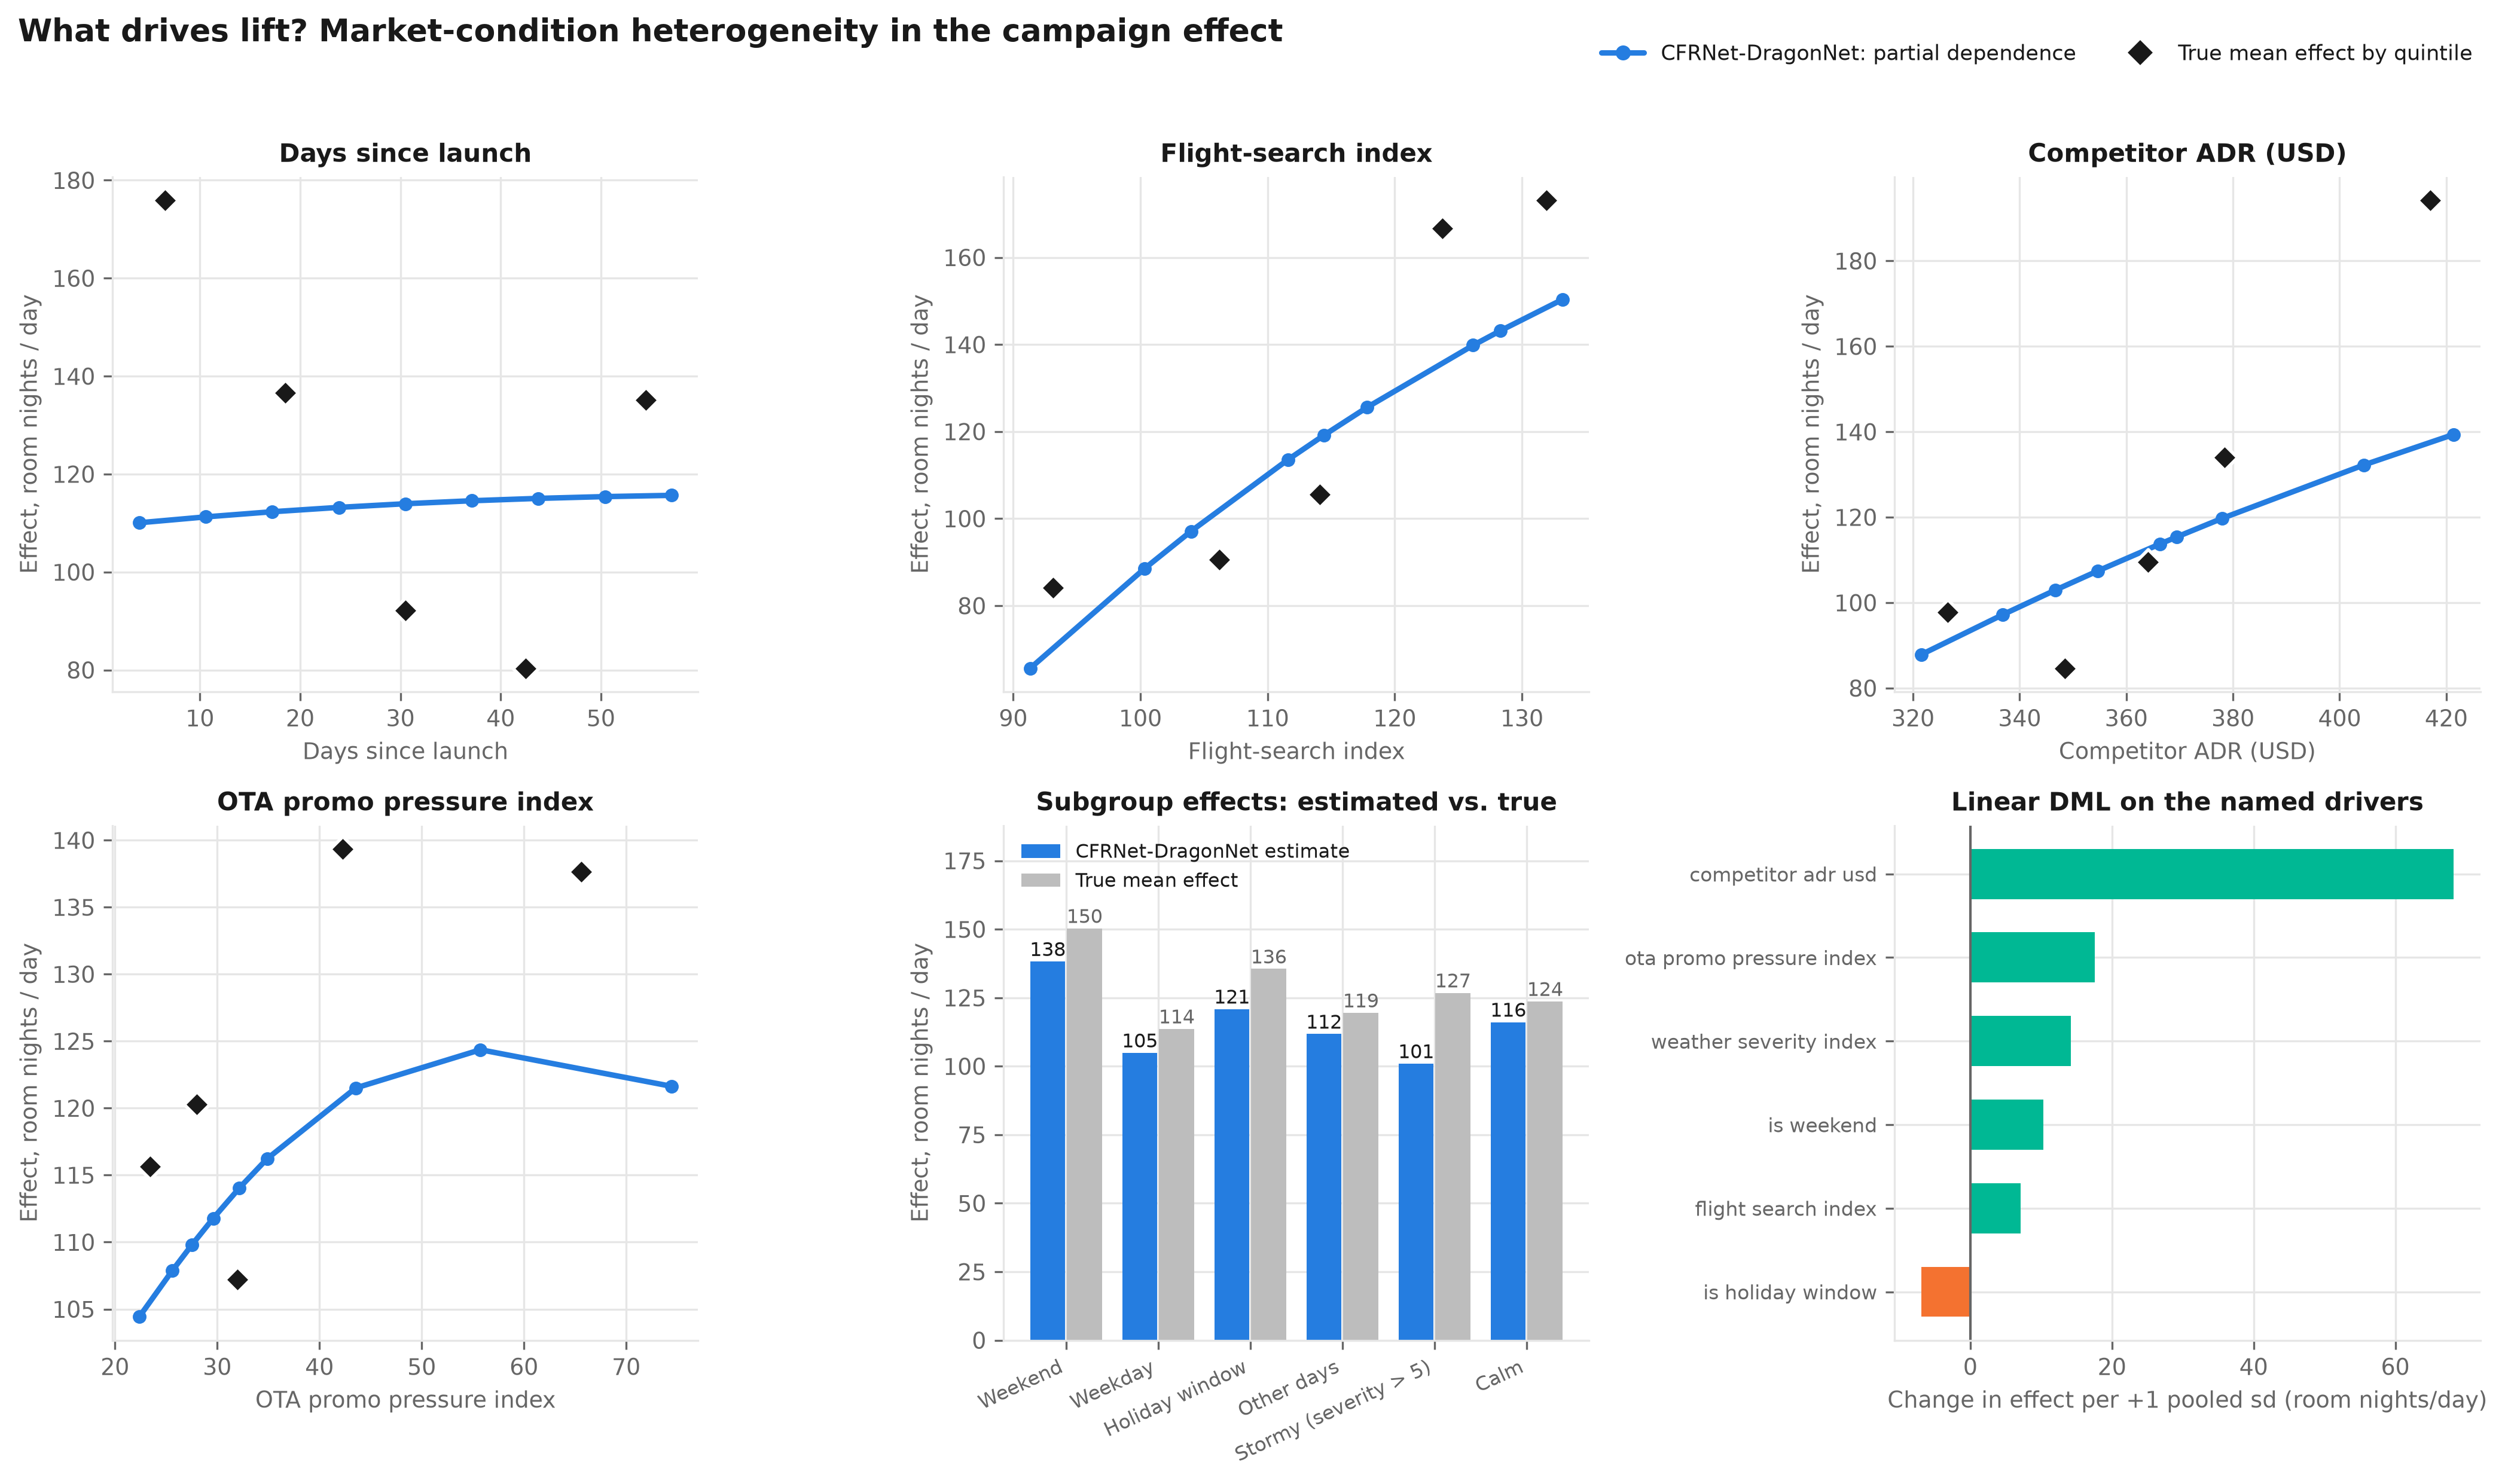 What drives lift? Market-condition heterogeneity in the campaign effect
CFRNet-DragonNet: partial dependence
True mean effect by quintile
Days since launch
Effect, room nights / day
180
160
140
120
100
80
10 20 30 40 50
Days since launch
Flight-search index
Effect, room nights / day
160
140
120
100
80
90 100 110 120 130
Flight-search index
Competitor ADR (USD)
Effect, room nights / day
180
160
140
120
100
80
320 340 360 380 400 420
Competitor ADR (USD)
OTA promo pressure index
Effect, room nights / day
140
135
130
125
120
115
110
105
20 30 40 50 60 70
OTA promo pressure index
Subgroup effects: estimated vs. true
CFRNet-DragonNet estimate
True mean effect
Effect, room nights / day
175
150
125
100
75
50
25
0
138 150
105 114
121 136
112 119
101 127
116 124
Weekend
Weekday
Holiday window
Other days
Stormy (severity > 5)
Calm
Linear DML on the named drivers
competitor adr usd
ota promo pressure index
weather severity index
is weekend
flight search index
is holiday window
0 20 40 60
Change in effect per +1 pooled sd (room nights/day)